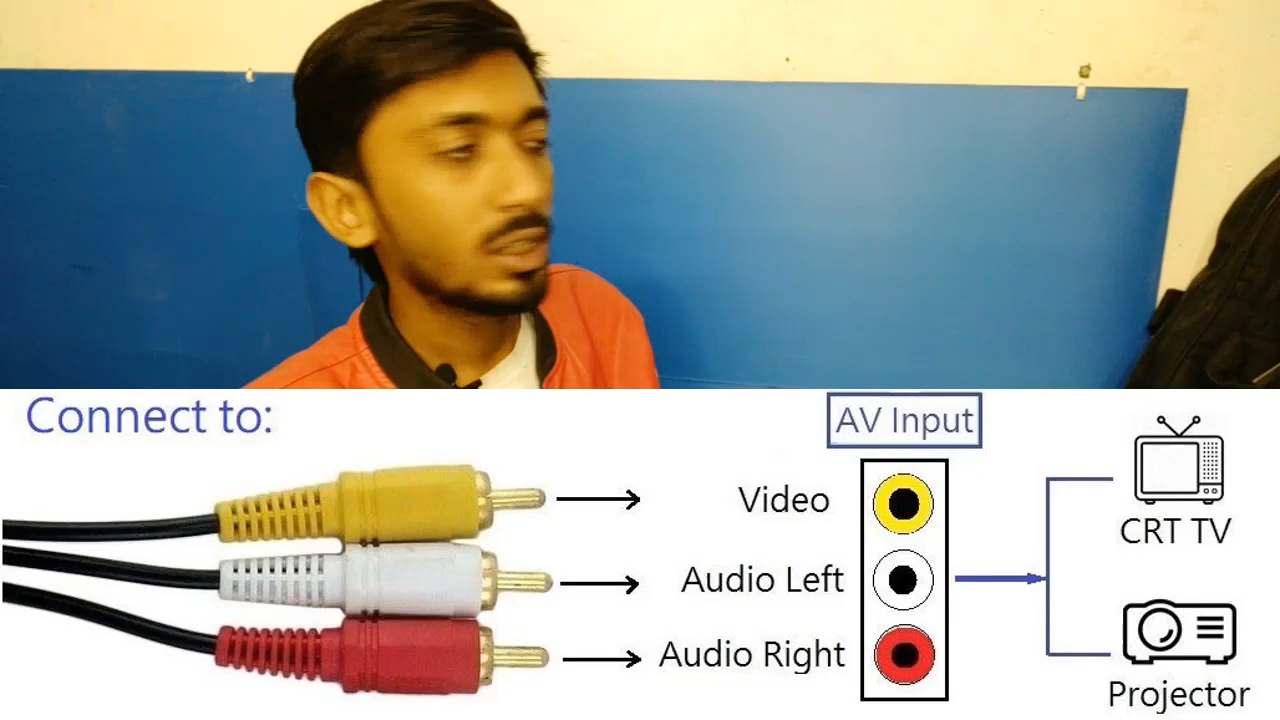 Connect to:
AV Input
Video
Audio Left
Audio Right
CRT TV
Projector